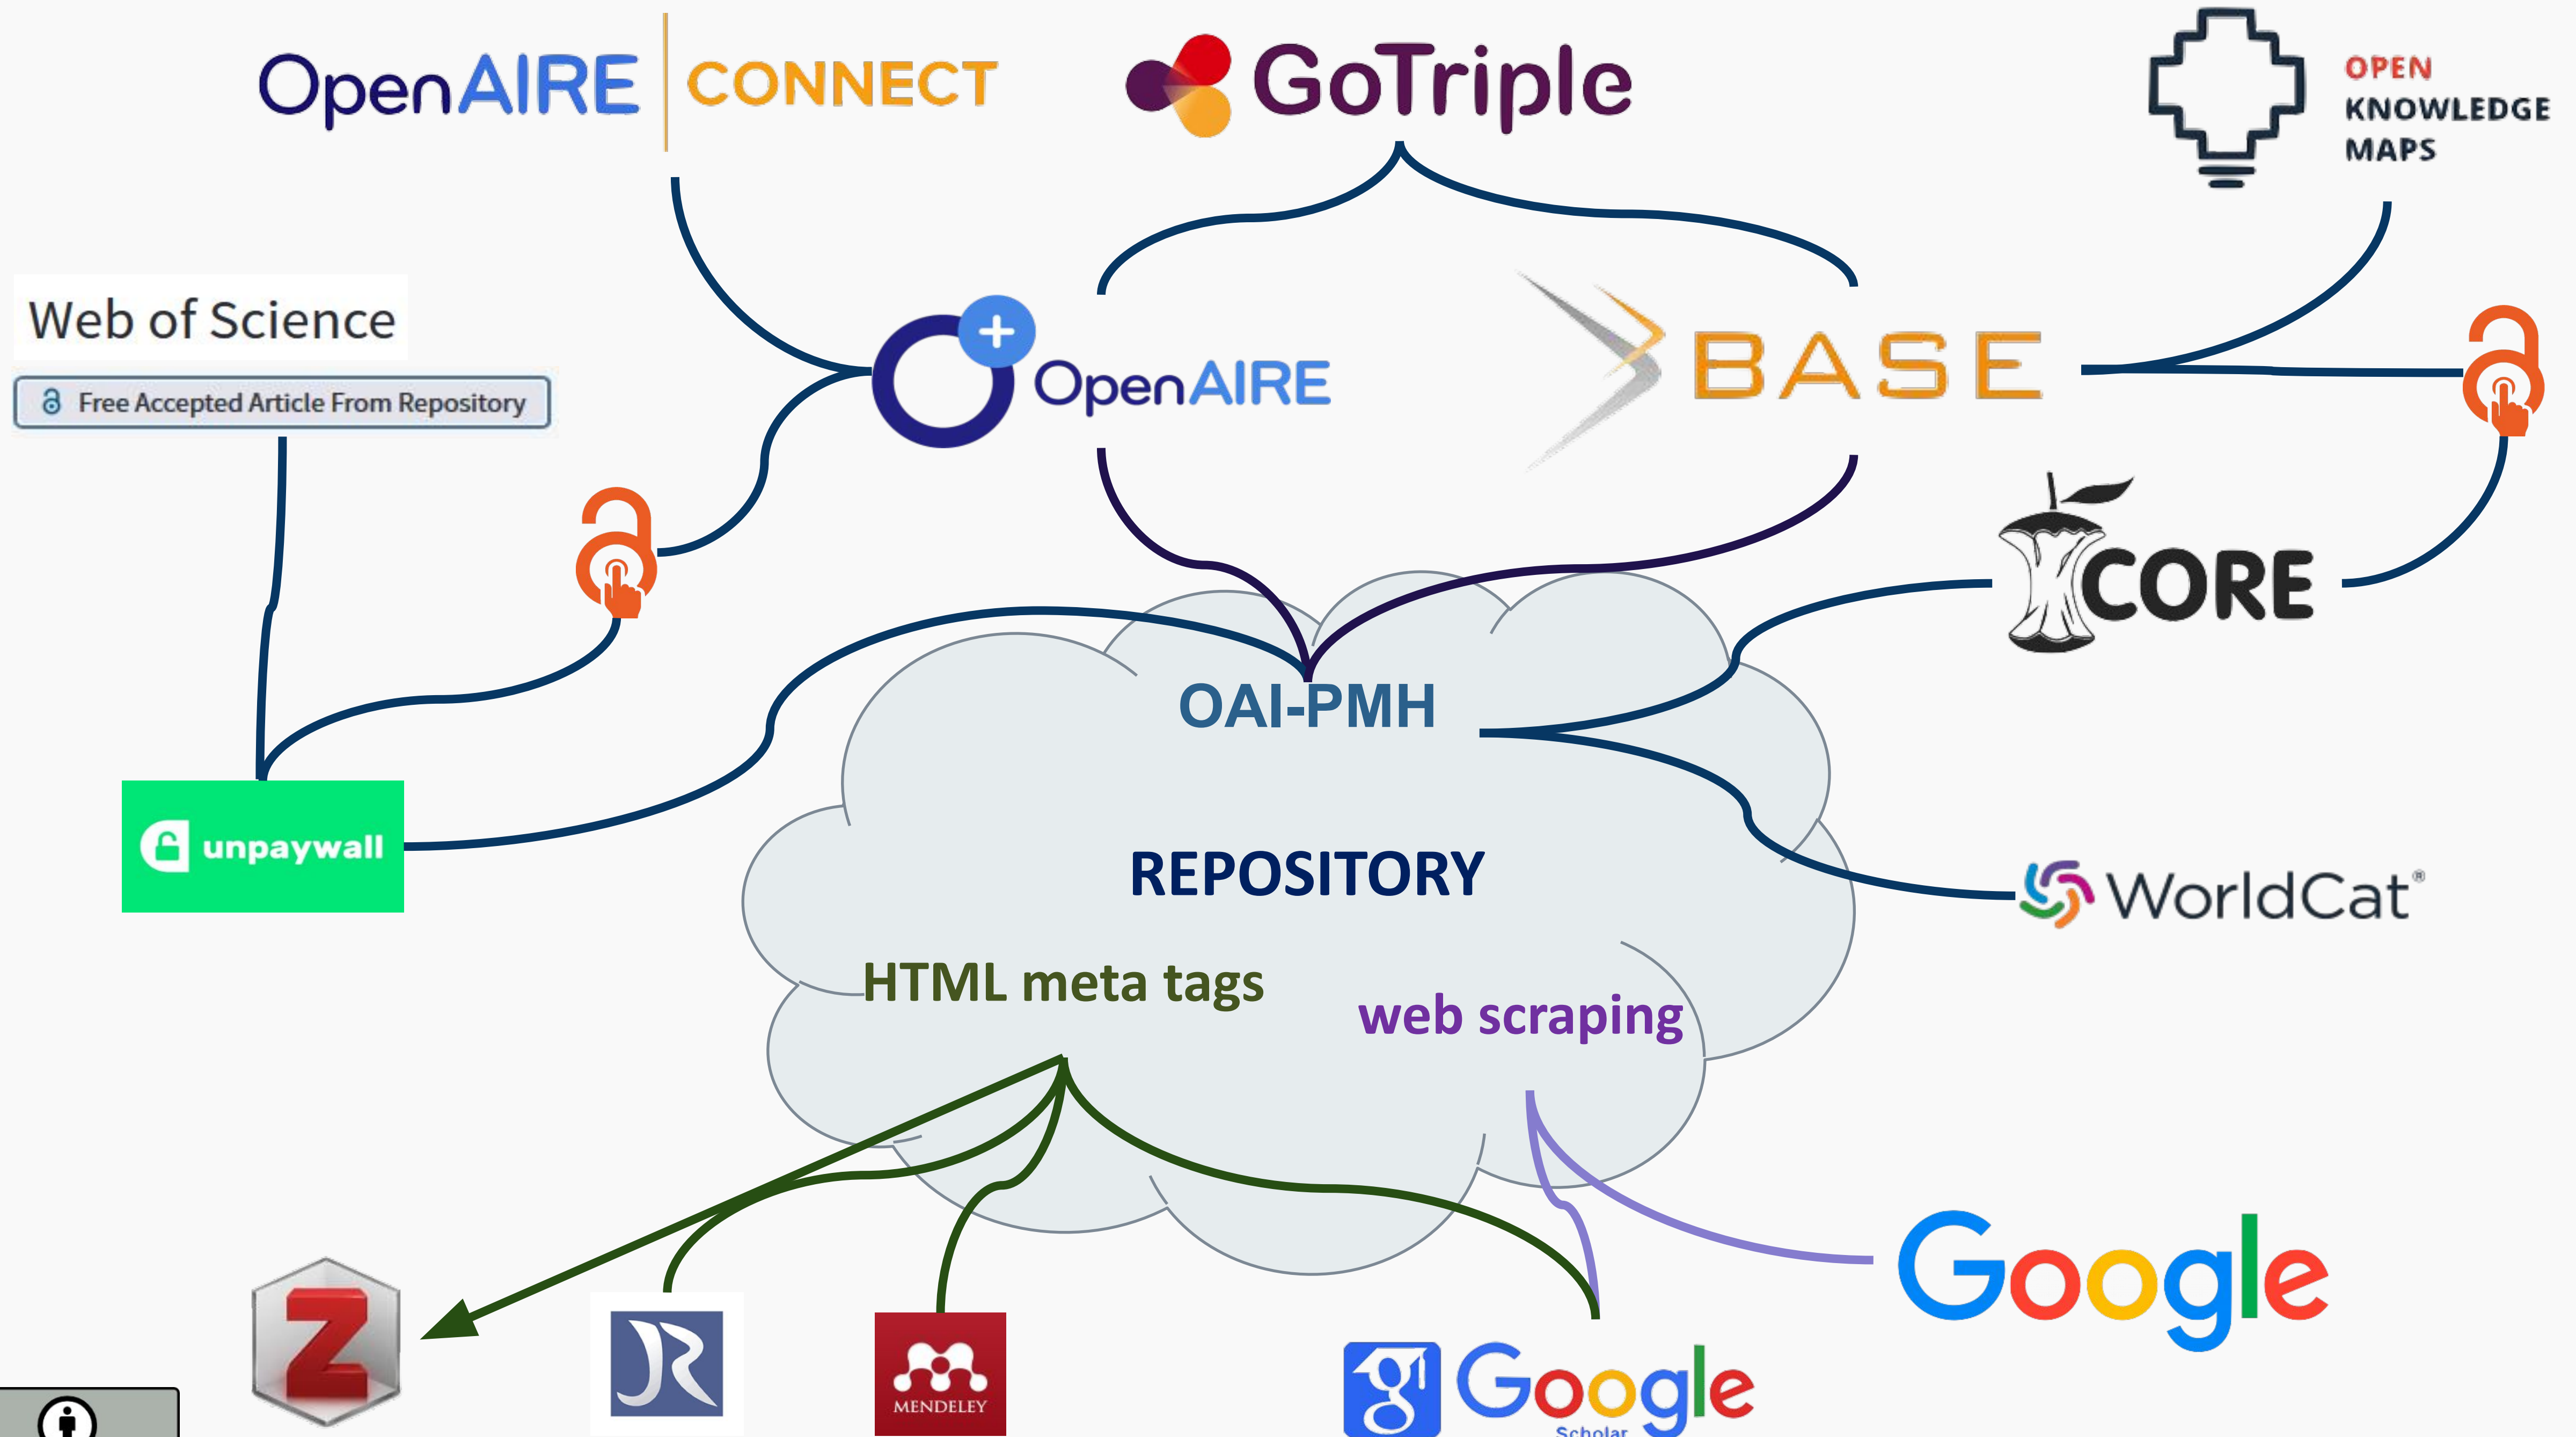 OpenAIRE CONNECT
GoTriple
OPEN
KNOWLEDGE
MAPS
Web of Science
Free Accepted Article From Repository
OpenAIRE
BASE
CORE
OAI-PMH
unpaywall
REPOSITORY
WorldCat®
HTML meta tags
web scraping
Google
Z
JR
MENDELEY
g Google
Scholar